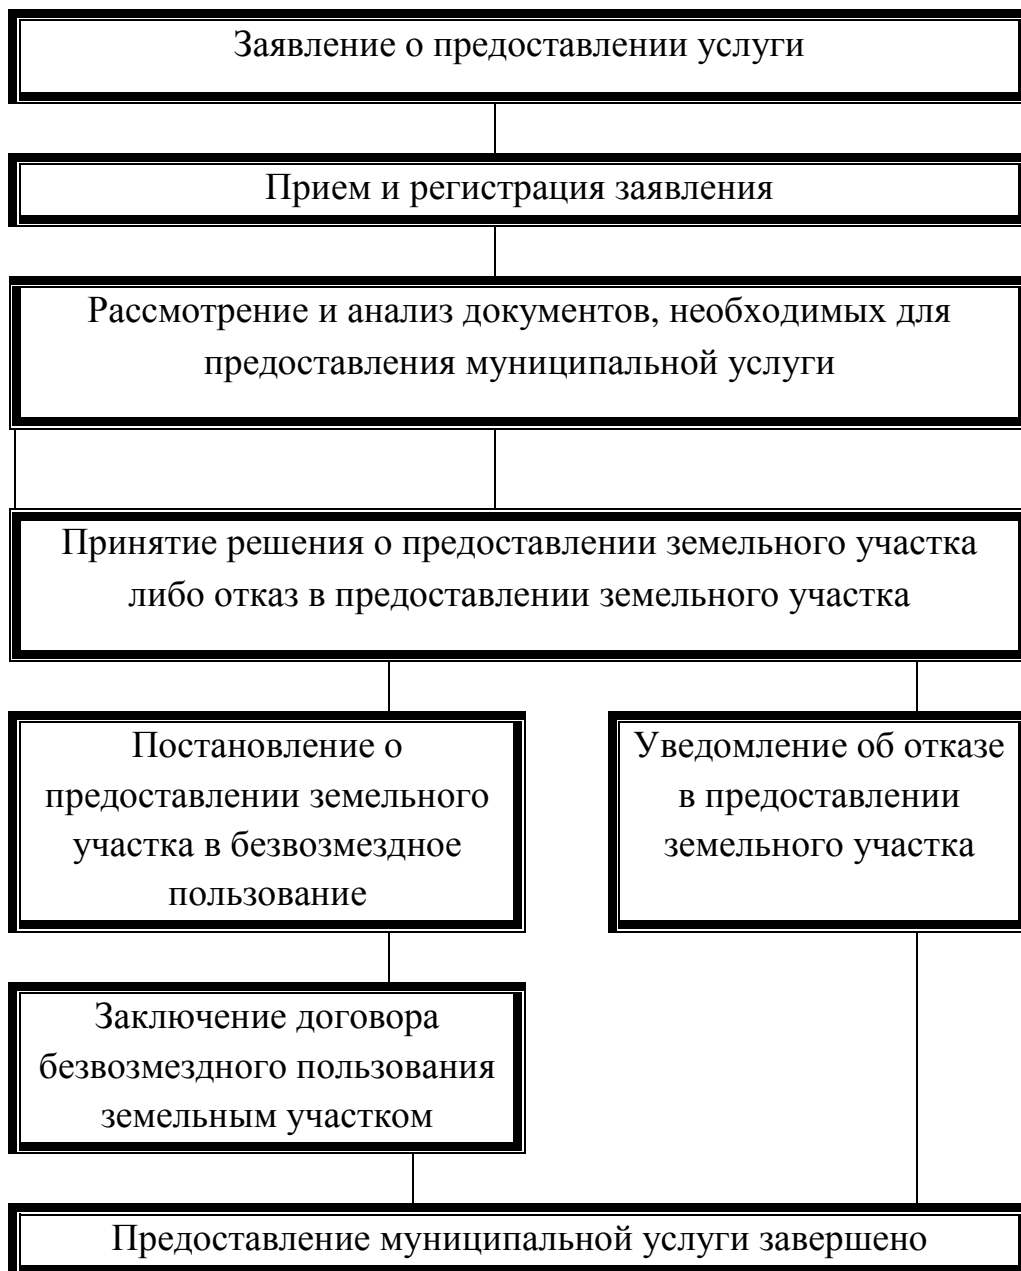 Заявление о предоставлении услуги
Прием и регистрация заявления
Рассмотрение и анализ документов, необходимых для
предоставления муниципальной услуги
Принятие решения о предоставлении земельного участка
либо отказ в предоставлении земельного участка
Постановление о
предоставлении земельного
участка в безвозмездное
пользование
Уведомление об отказе
в предоставлении
земельного участка
Заключение договора
безвозмездного пользования
земельным участком
Предоставление муниципальной услуги завершено